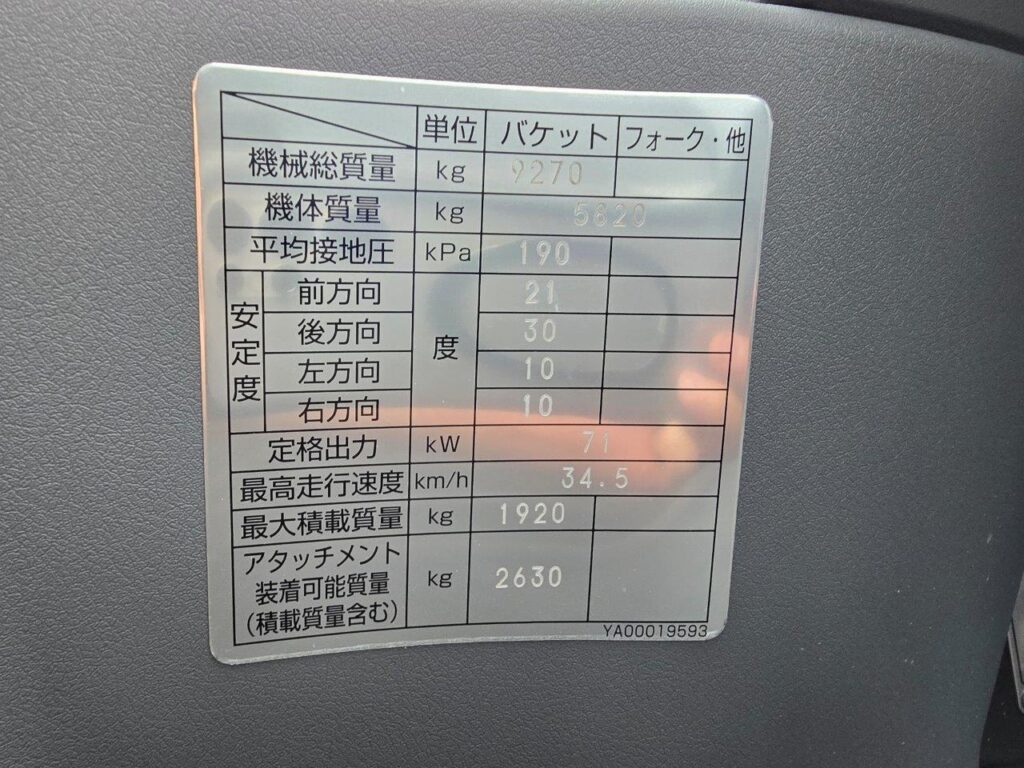 単位 バケット フォーク・他
機械総質量 kg 9270
機体質量 kg 5620
平均接地圧 kPa 190
安定度 前方向 度 21
後方向 30
左方向 10
右方向 10
定格出力 kW 71
最高走行速度 km/h 34.5
最大積載質量 kg 1920
アタッチメント
装着可能質量 kg 2630
(積載質量含む)
YA00019593